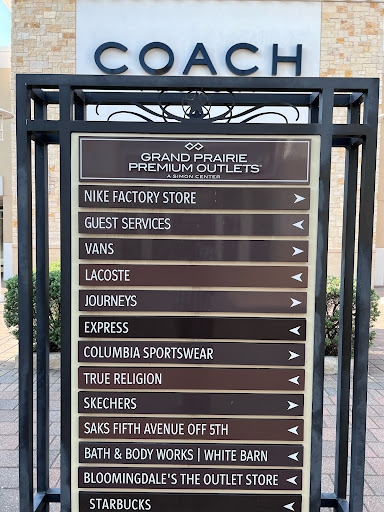 COACH
GRAND PRAIRIE
PREMIUM OUTLETS®
A SIMON CENTER
NIKE FACTORY STORE
GUEST SERVICES
VANS
LACOSTE
JOURNEYS
EXPRESS
COLUMBIA SPORTSWEAR
TRUE RELIGION
SKECHERS
SAKS FIFTH AVENUE OFF 5TH
BATH & BODY WORKS | WHITE BARN
BLOOMINGDALE'S THE OUTLET STORE
STARBUCKS